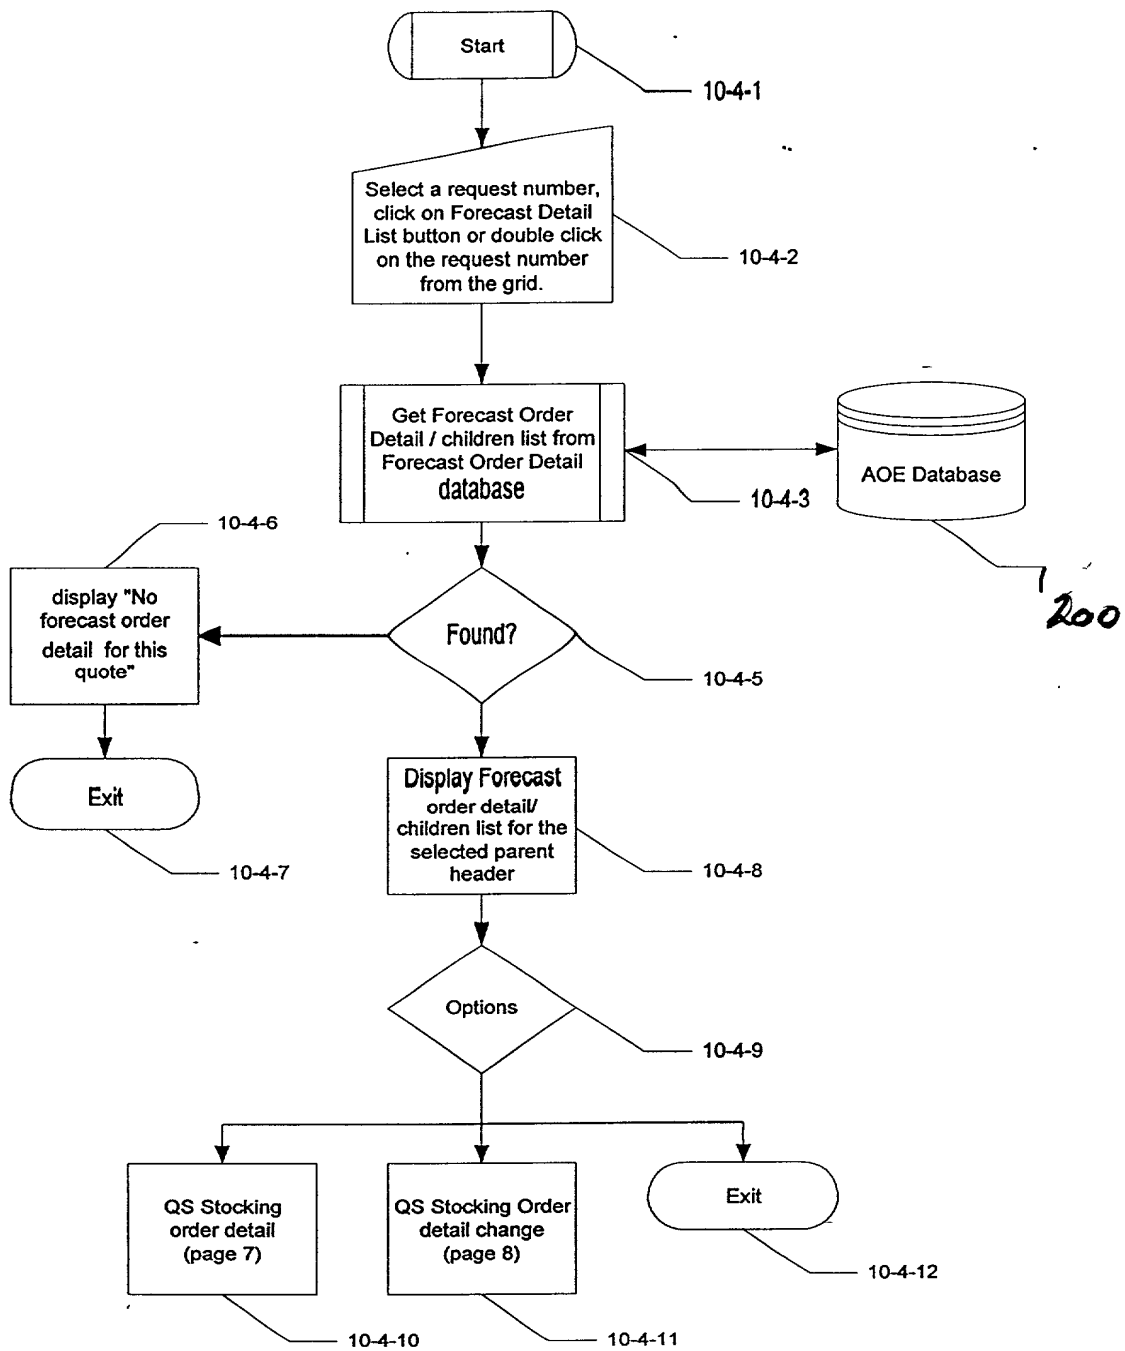 Start
10-4-1
Select a request number,
click on Forecast Detail
List button or double click
on the request number
from the grid.
10-4-2
Get Forecast Order
Detail / children list from
Forecast Order Detail
database
10-4-3
AOE Database
200
10-4-6
display "No
forecast order
detail for this
quote"
Found?
10-4-5
Exit
10-4-7
Display Forecast
order detail/
children list for the
selected parent
header
10-4-8
Options
10-4-9
QS Stocking
order detail
(page 7)
QS Stocking Order
detail change
(page 8)
Exit
10-4-12
10-4-10
10-4-11